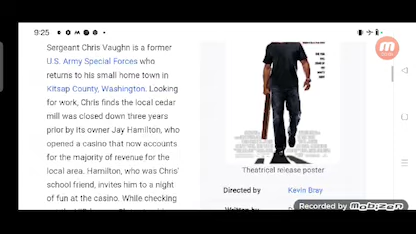 9:25
Sergeant Chris Vaughn is a former
U.S. Army Special Forces who
returns to his small home town in
Kitsap County, Washington. Looking
for work, Chris finds the local cedar
mill was closed down three years
prior by its owner Jay Hamilton, who
opened a casino that now accounts
for the majority of revenue for the
local area. Hamilton, who was Chris'
school friend, invites him to a night
of fun at the casino. While checking
Theatrical release poster
Directed by Kevin Bray
Recorded by mobizen